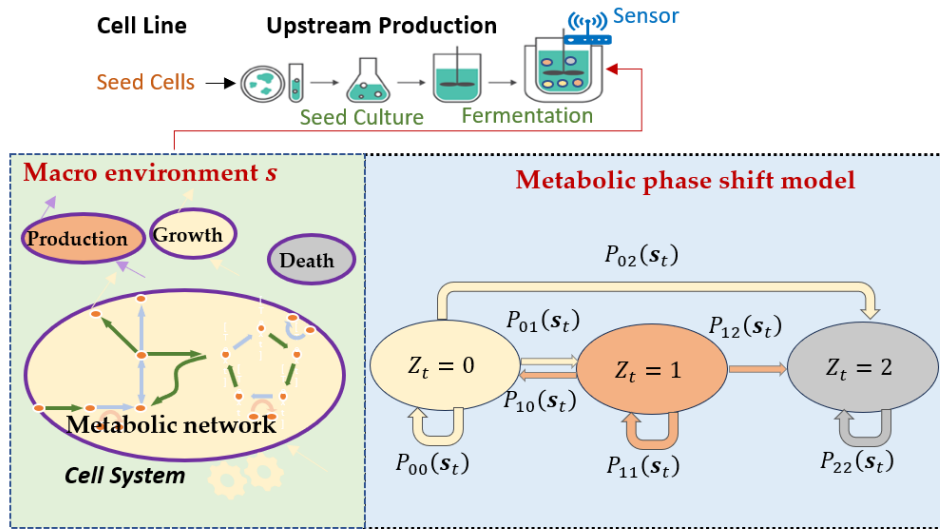 Cell Line
Upstream Production
Sensor
Seed Cells
Seed Culture
Fermentation
Macro environment s
Production
Growth
Death
Metabolic network
Cell System
Metabolic phase shift model
P₀₂(sₜ)
P₀₁(sₜ)
P₁₂(sₜ)
Zₜ = 0
Zₜ = 1
Zₜ = 2
P₁₀(sₜ)
P₀₀(sₜ)
P₁₁(sₜ)
P₂₂(sₜ)